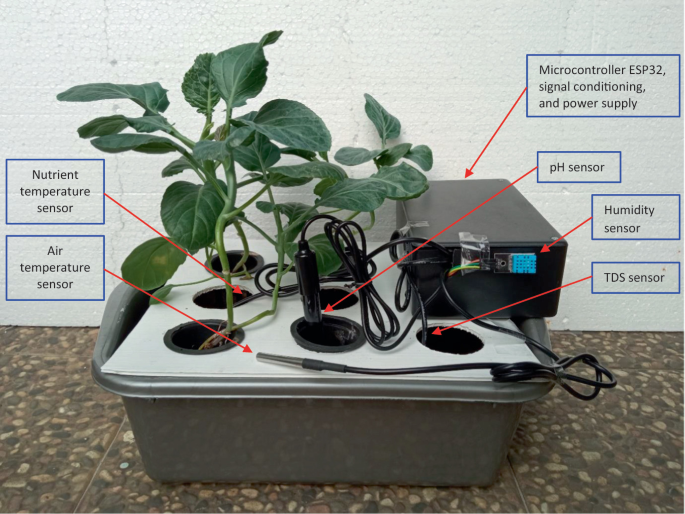 Microcontroller ESP32,
signal conditioning,
and power supply
pH sensor
Nutrient
temperature
sensor
Humidity
sensor
Air
temperature
sensor
TDS sensor